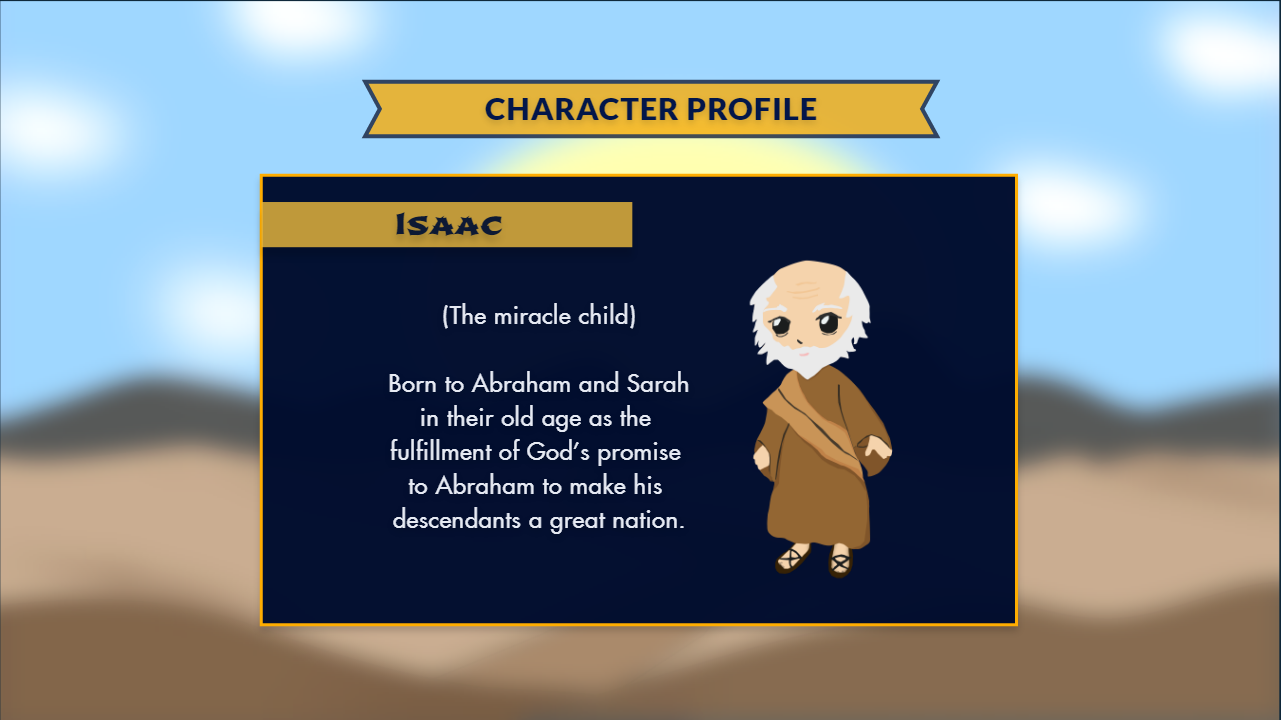 CHARACTER PROFILE
Isaac
(The miracle child)
Born to Abraham and Sarah
in their old age as the
fulfillment of God’s promise
to Abraham to make his
descendants a great nation.